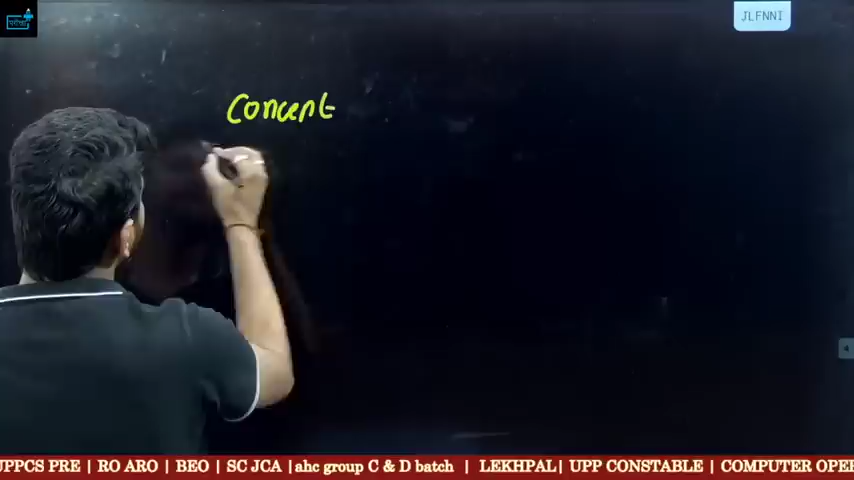 JLFNNI
Concent
UPPCS PRE | RO ARO | BEO | SC JCA |ahc group C & D batch | LEKHPAL| UPP CONSTABLE | COMPUTER OPER